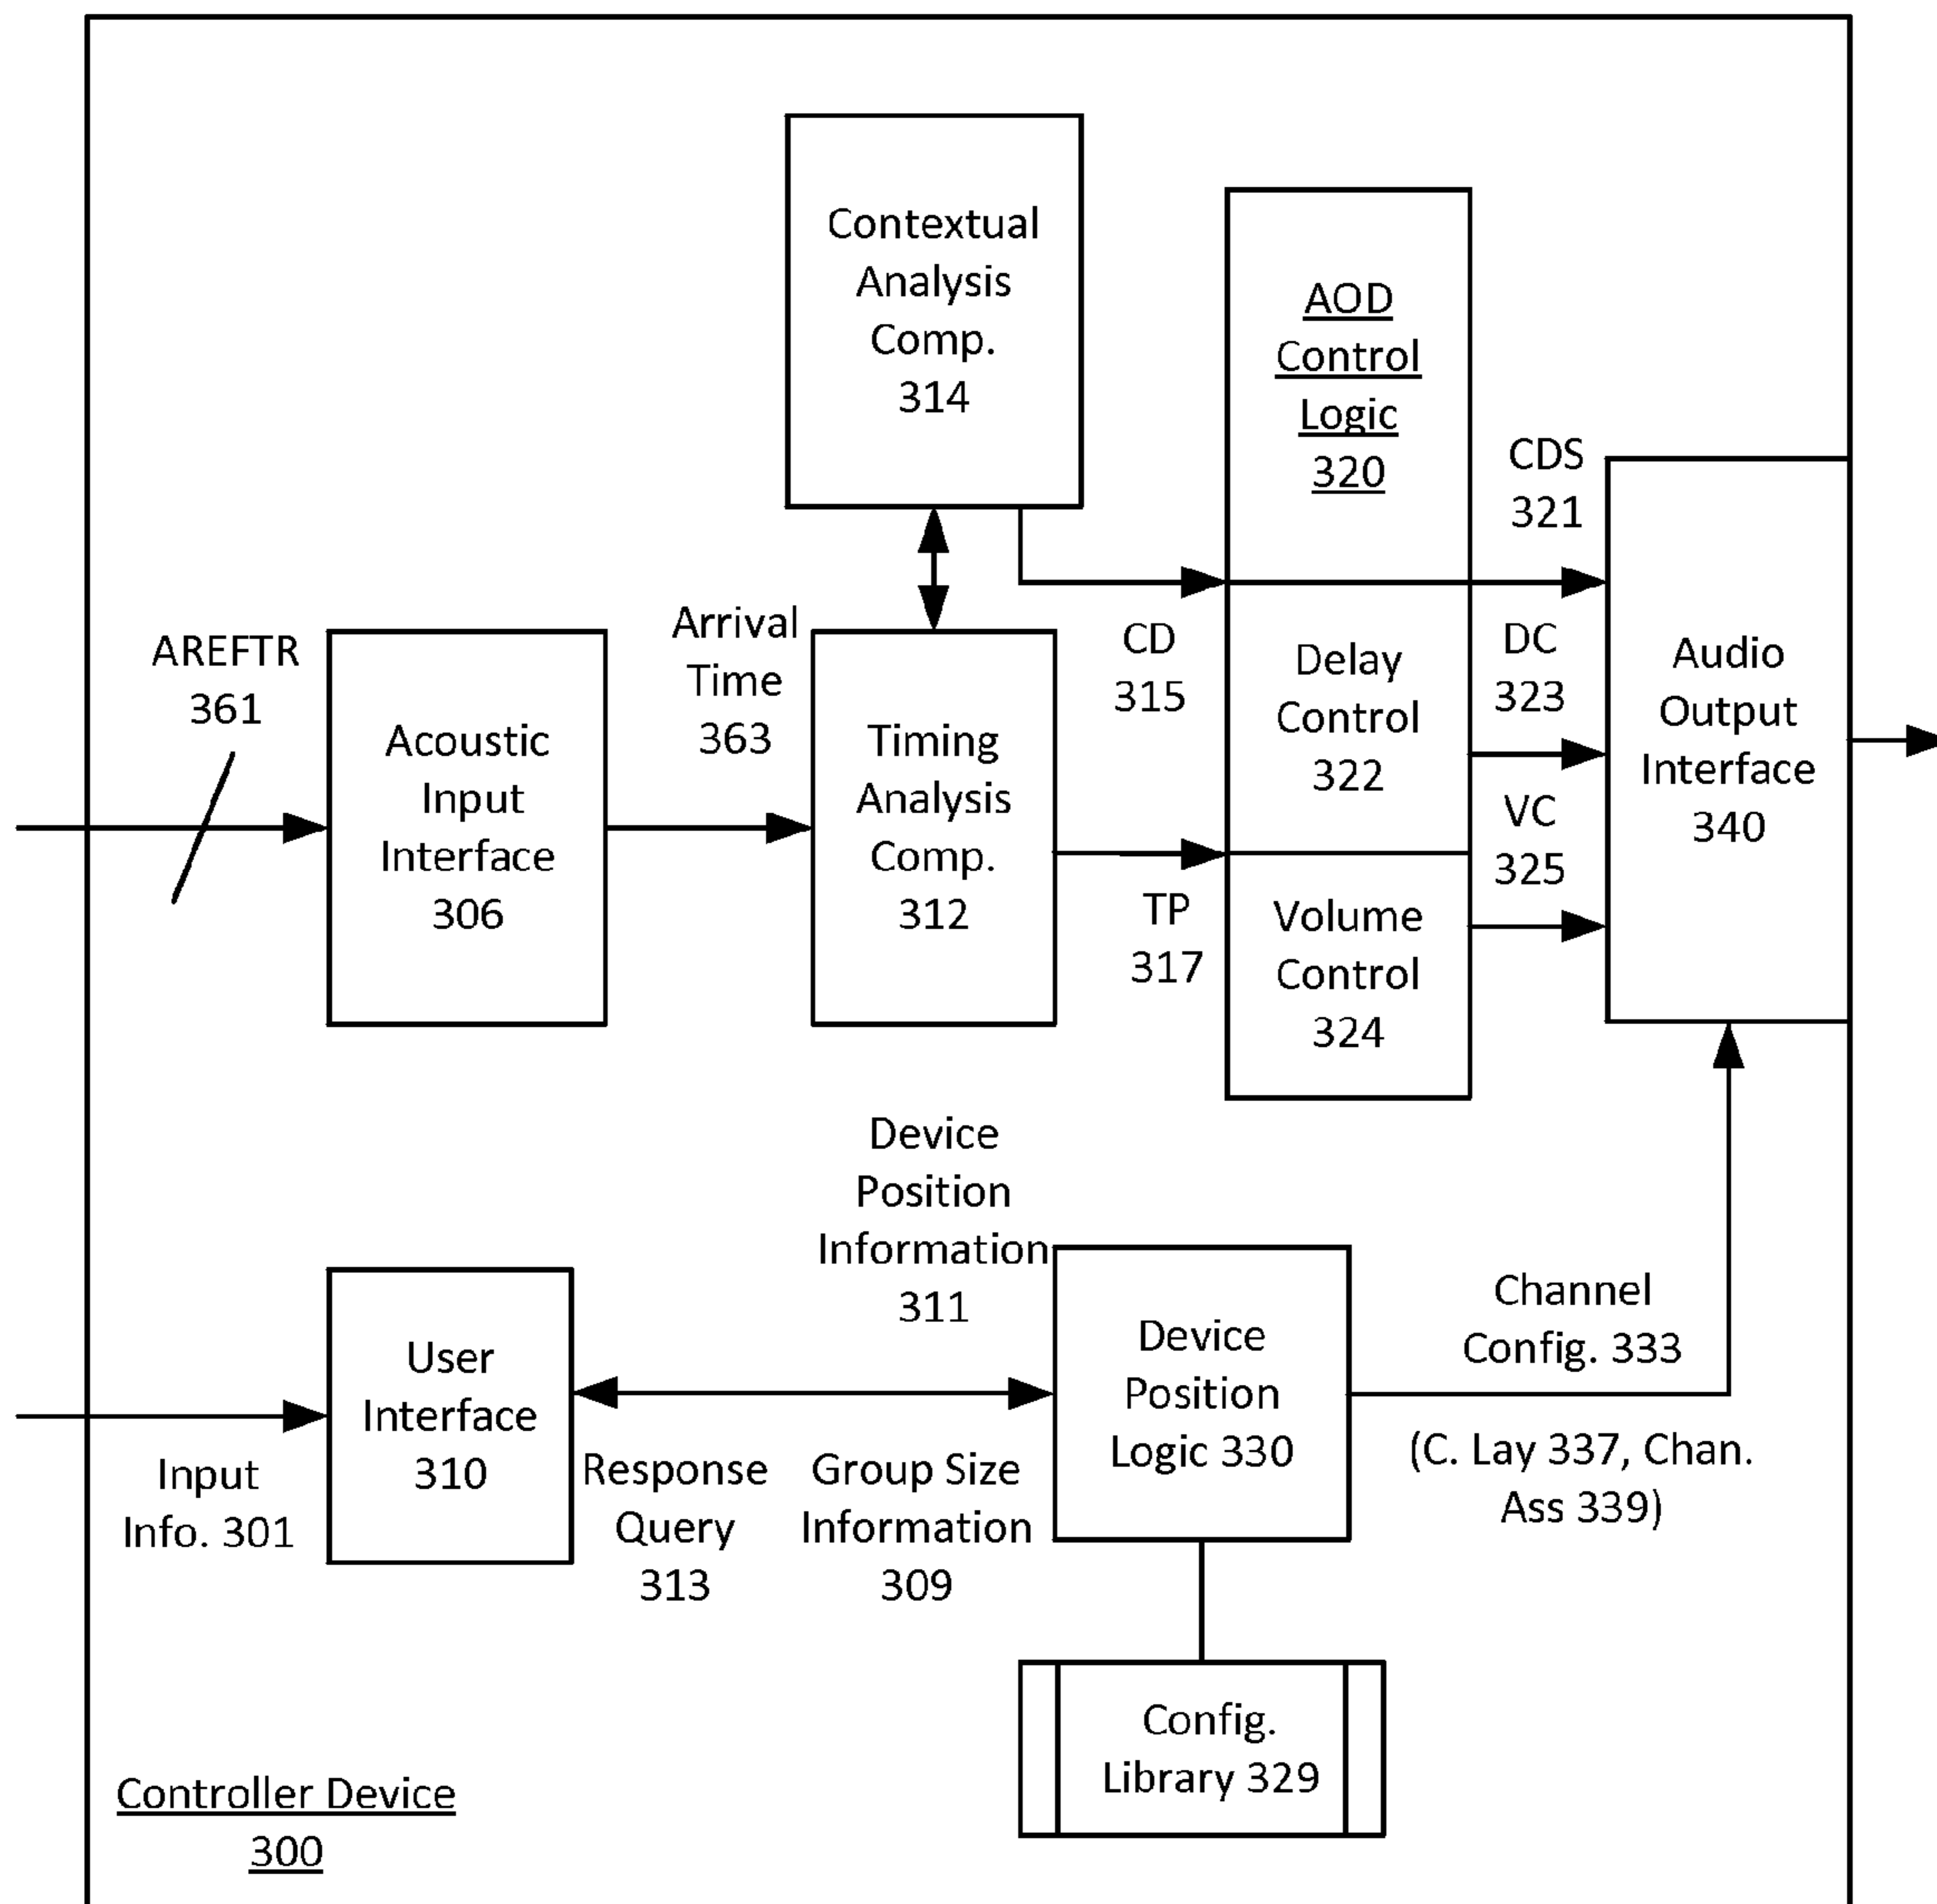 Contextual
Analysis
Comp.
314
AOD
Control
Logic
320
CDS
321
AREFTR
361
Acoustic
Input
Interface
306
Arrival
Time
363
Timing
Analysis
Comp.
312
CD
315
TP
317
Delay
Control
322
Volume
Control
324
DC
323
VC
325
Audio
Output
Interface
340
Device
Position
Information
311
User
Interface
310
Input
Info. 301
Response
Query
313
Group Size
Information
309
Device
Position
Logic 330
Channel
Config. 333
(C. Lay 337, Chan.
Ass 339)
Config.
Library 329
Controller Device
300